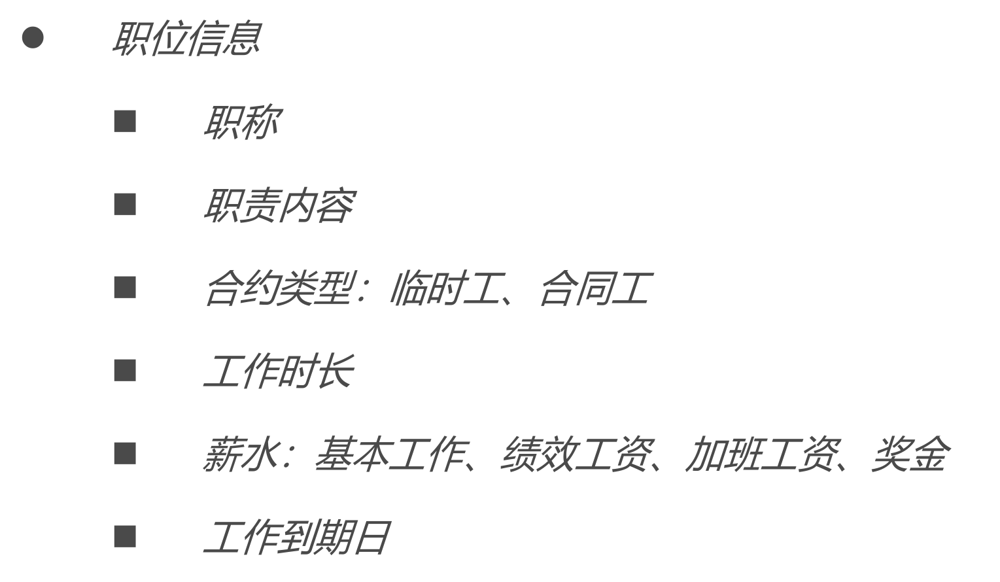 ● 职位信息
■ 职称
■ 职责内容
■ 合约类型：临时工、合同工
■ 工作时长
■ 薪水：基本工作、绩效工资、加班工资、奖金
■ 工作到期日